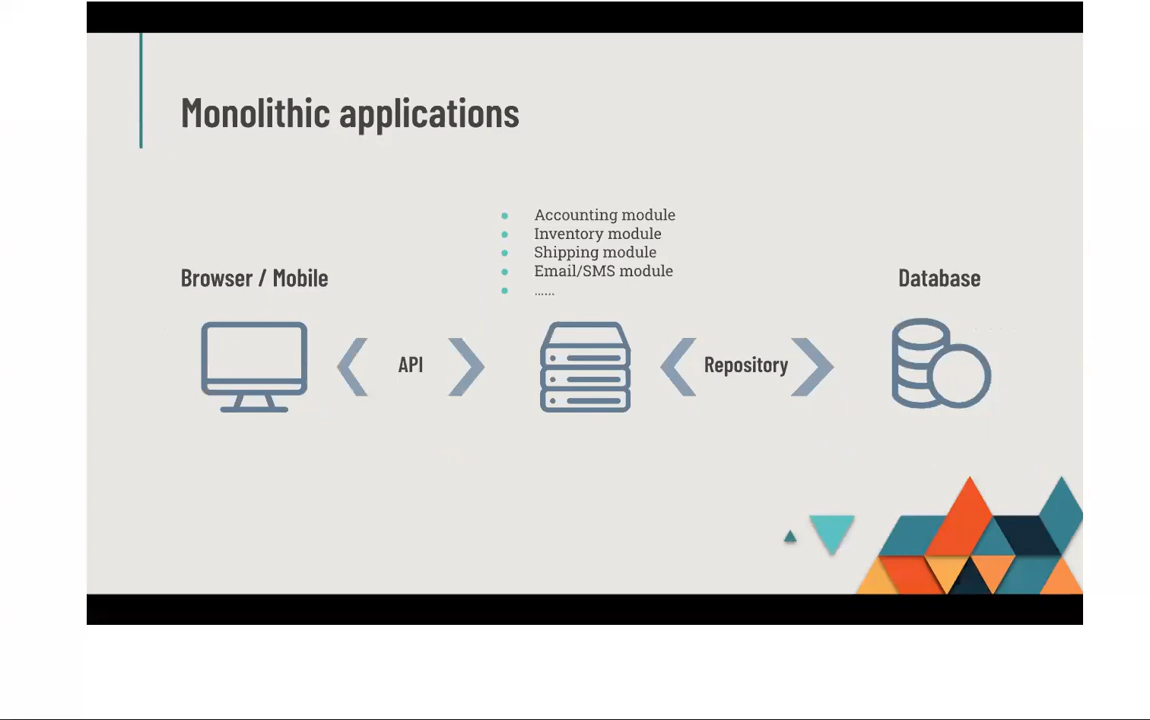 Monolithic applications
Accounting module
Inventory module
Shipping module
Email/SMS module
......
Browser / Mobile
Database
API
Repository